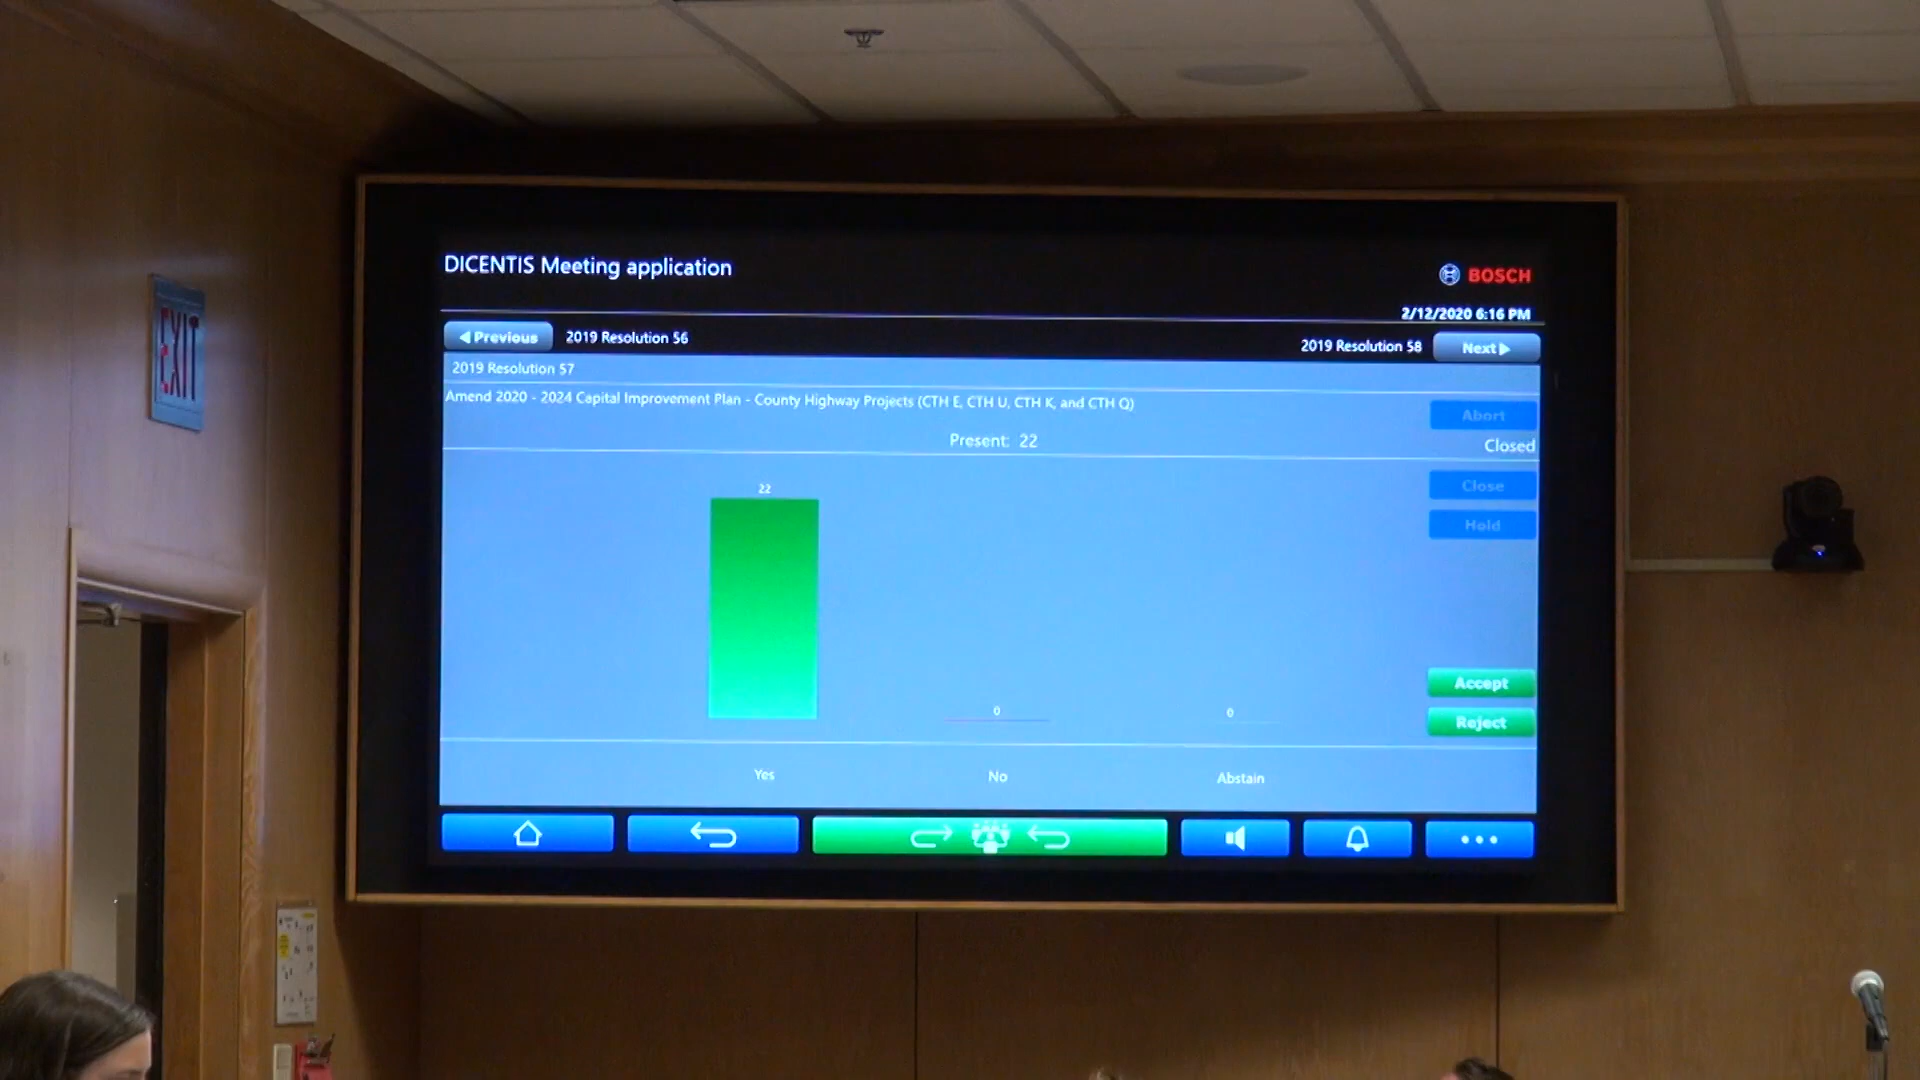 DICENTIS Meeting application
BOSCH
2/12/2020 6:16 PM
Previous
2019 Resolution 56
2019 Resolution 58
Next
2019 Resolution 57
Amend 2020 - 2024 Capital Improvement Plan - County Highway Projects (CTH E, CTH U, CTH K, and CTH Q)
Abort
Present: 22
Closed
Close
Hold
22
0
0
Accept
Reject
Yes
No
Abstain
EXIT